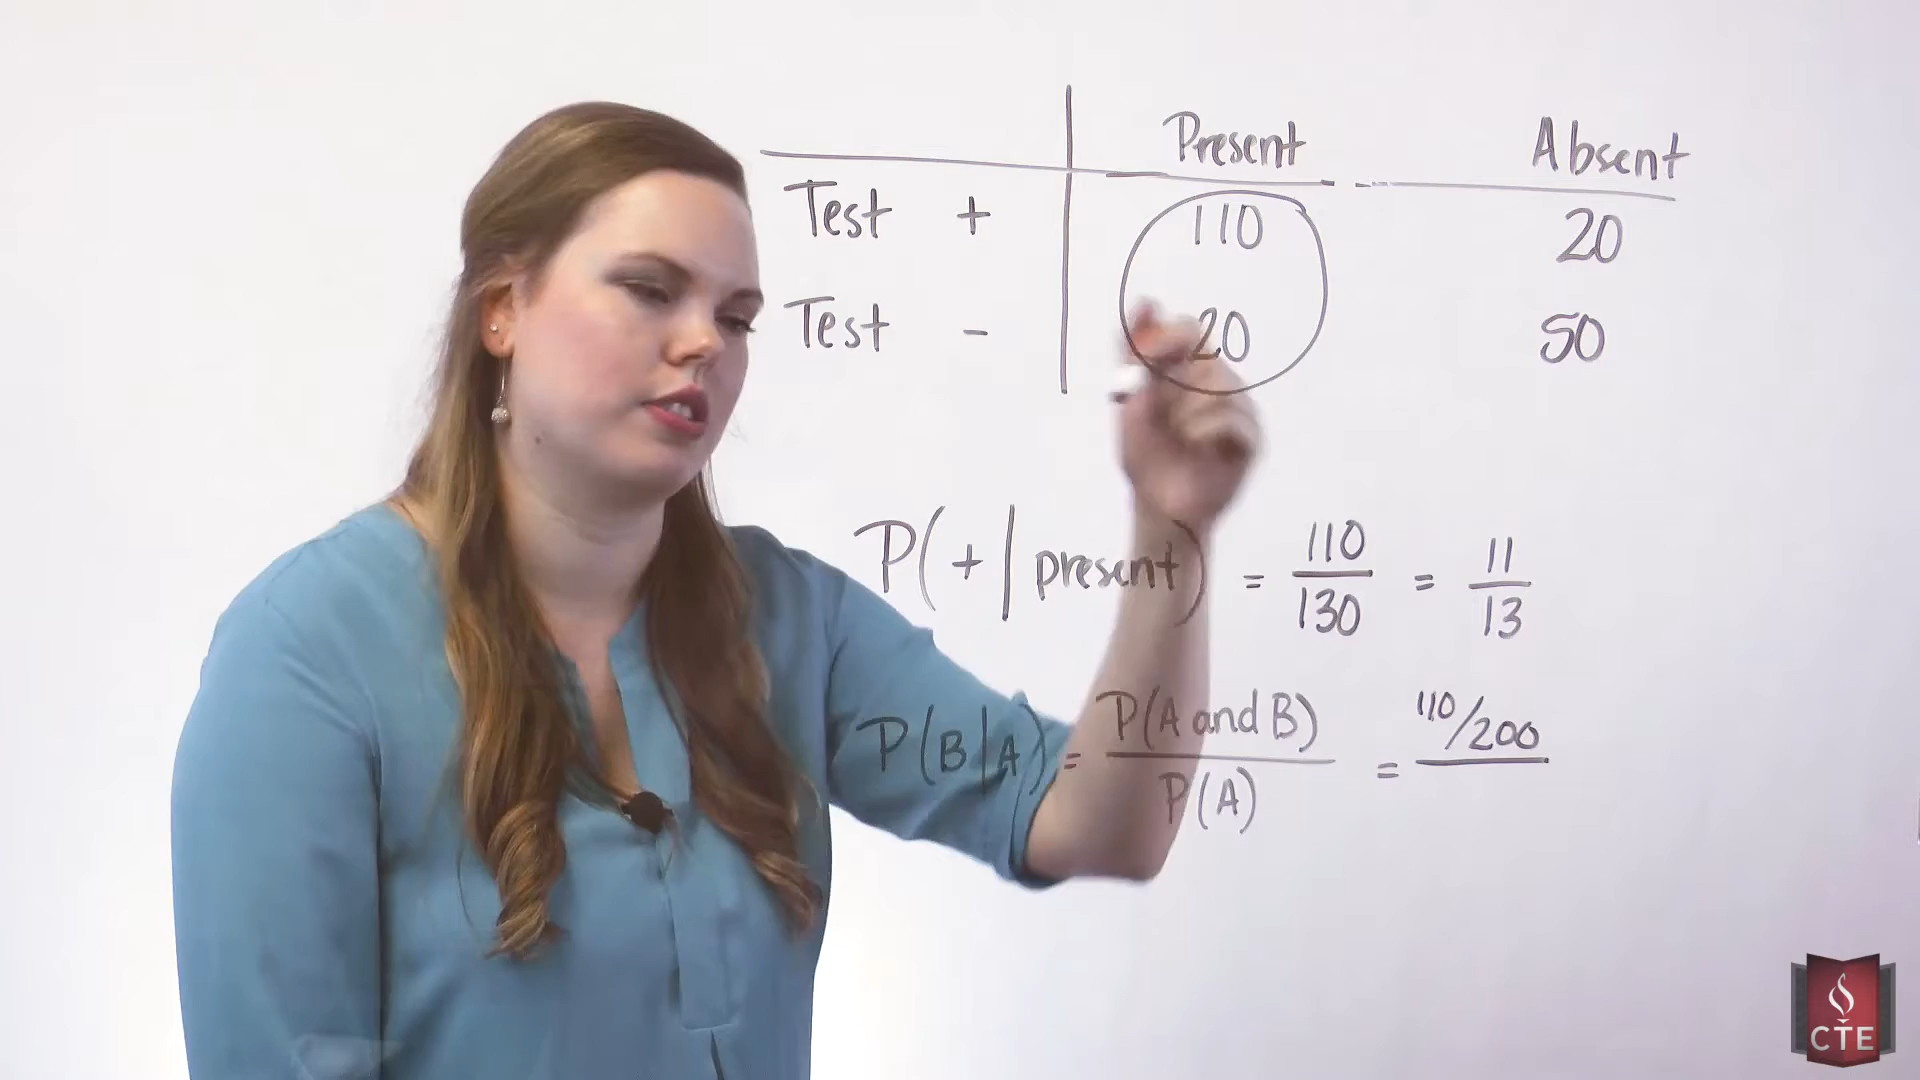 Present Absent
Test + 110 20
Test - 20 50
P(+|present) = 110/130 = 11/13
P(B|A) = P(A and B)/P(A) = 110/200
CTE